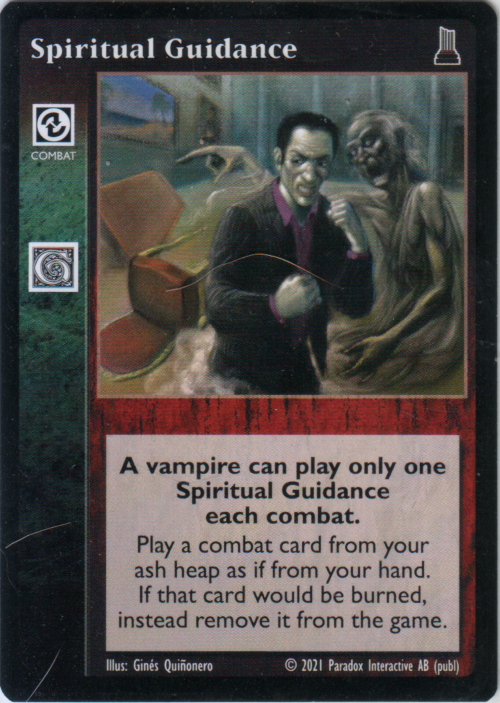 Spiritual Guidance
COMBAT
A vampire can play only one
Spiritual Guidance
each combat.
Play a combat card from your
ash heap as if from your hand.
If that card would be burned,
instead remove it from the game.
Illus: Ginés Quiñonero © 2021 Paradox Interactive AB (publ)